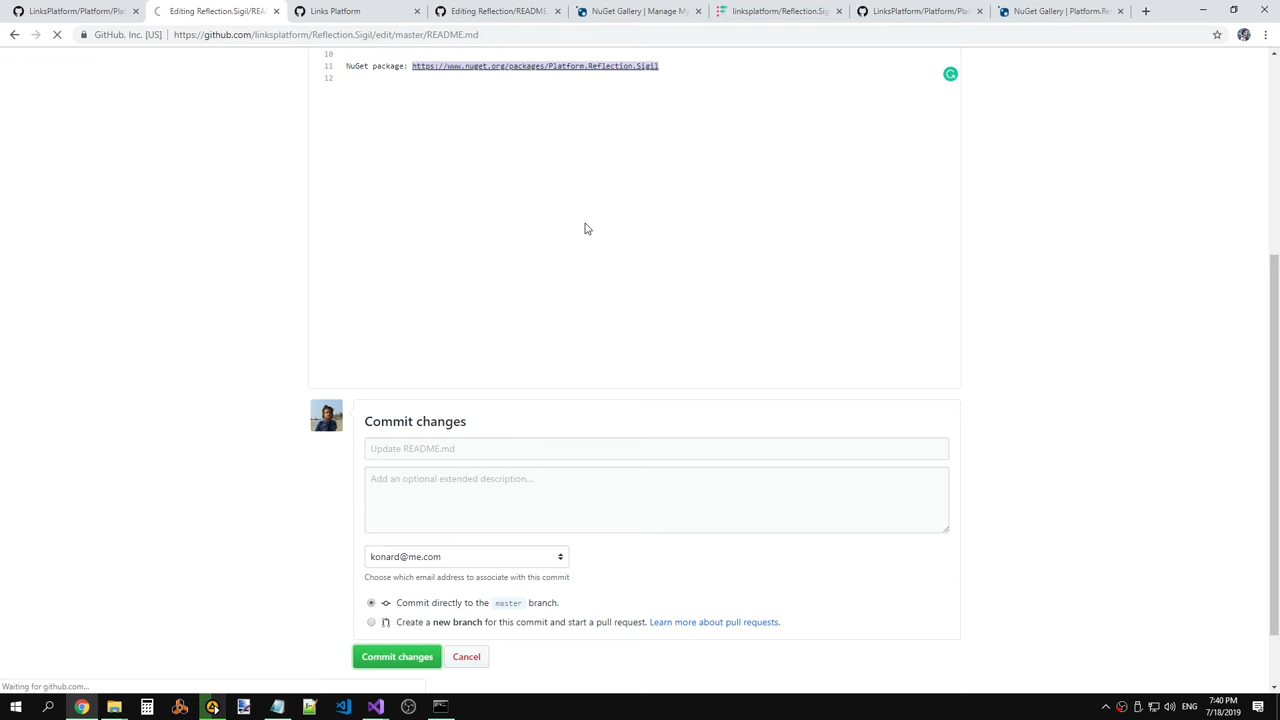 LinksPlatform/Platform/Pl
Editing Reflection.Sigil/REA
Links Platform
Editing Reflection/README.
NuGet Gallery | Manage My
linksplatform/Reflection.Sig
LinksPlatform/Platform/Plat
NuGet Gallery | Platform.Re
GitHub, Inc. [US]
https://github.com/linksplatform/Reflection.Sigil/edit/master/README.md
10
11 NuGet package: https://www.nuget.org/packages/Platform.Reflection.Sigil
12
Commit changes
Update README.md
Add an optional extended description...
konard@me.com
Choose which email address to associate with this commit
Commit directly to the master branch.
Create a new branch for this commit and start a pull request. Learn more about pull requests.
Commit changes
Cancel
Waiting for github.com...
ENG
7:40 PM
7/18/2019